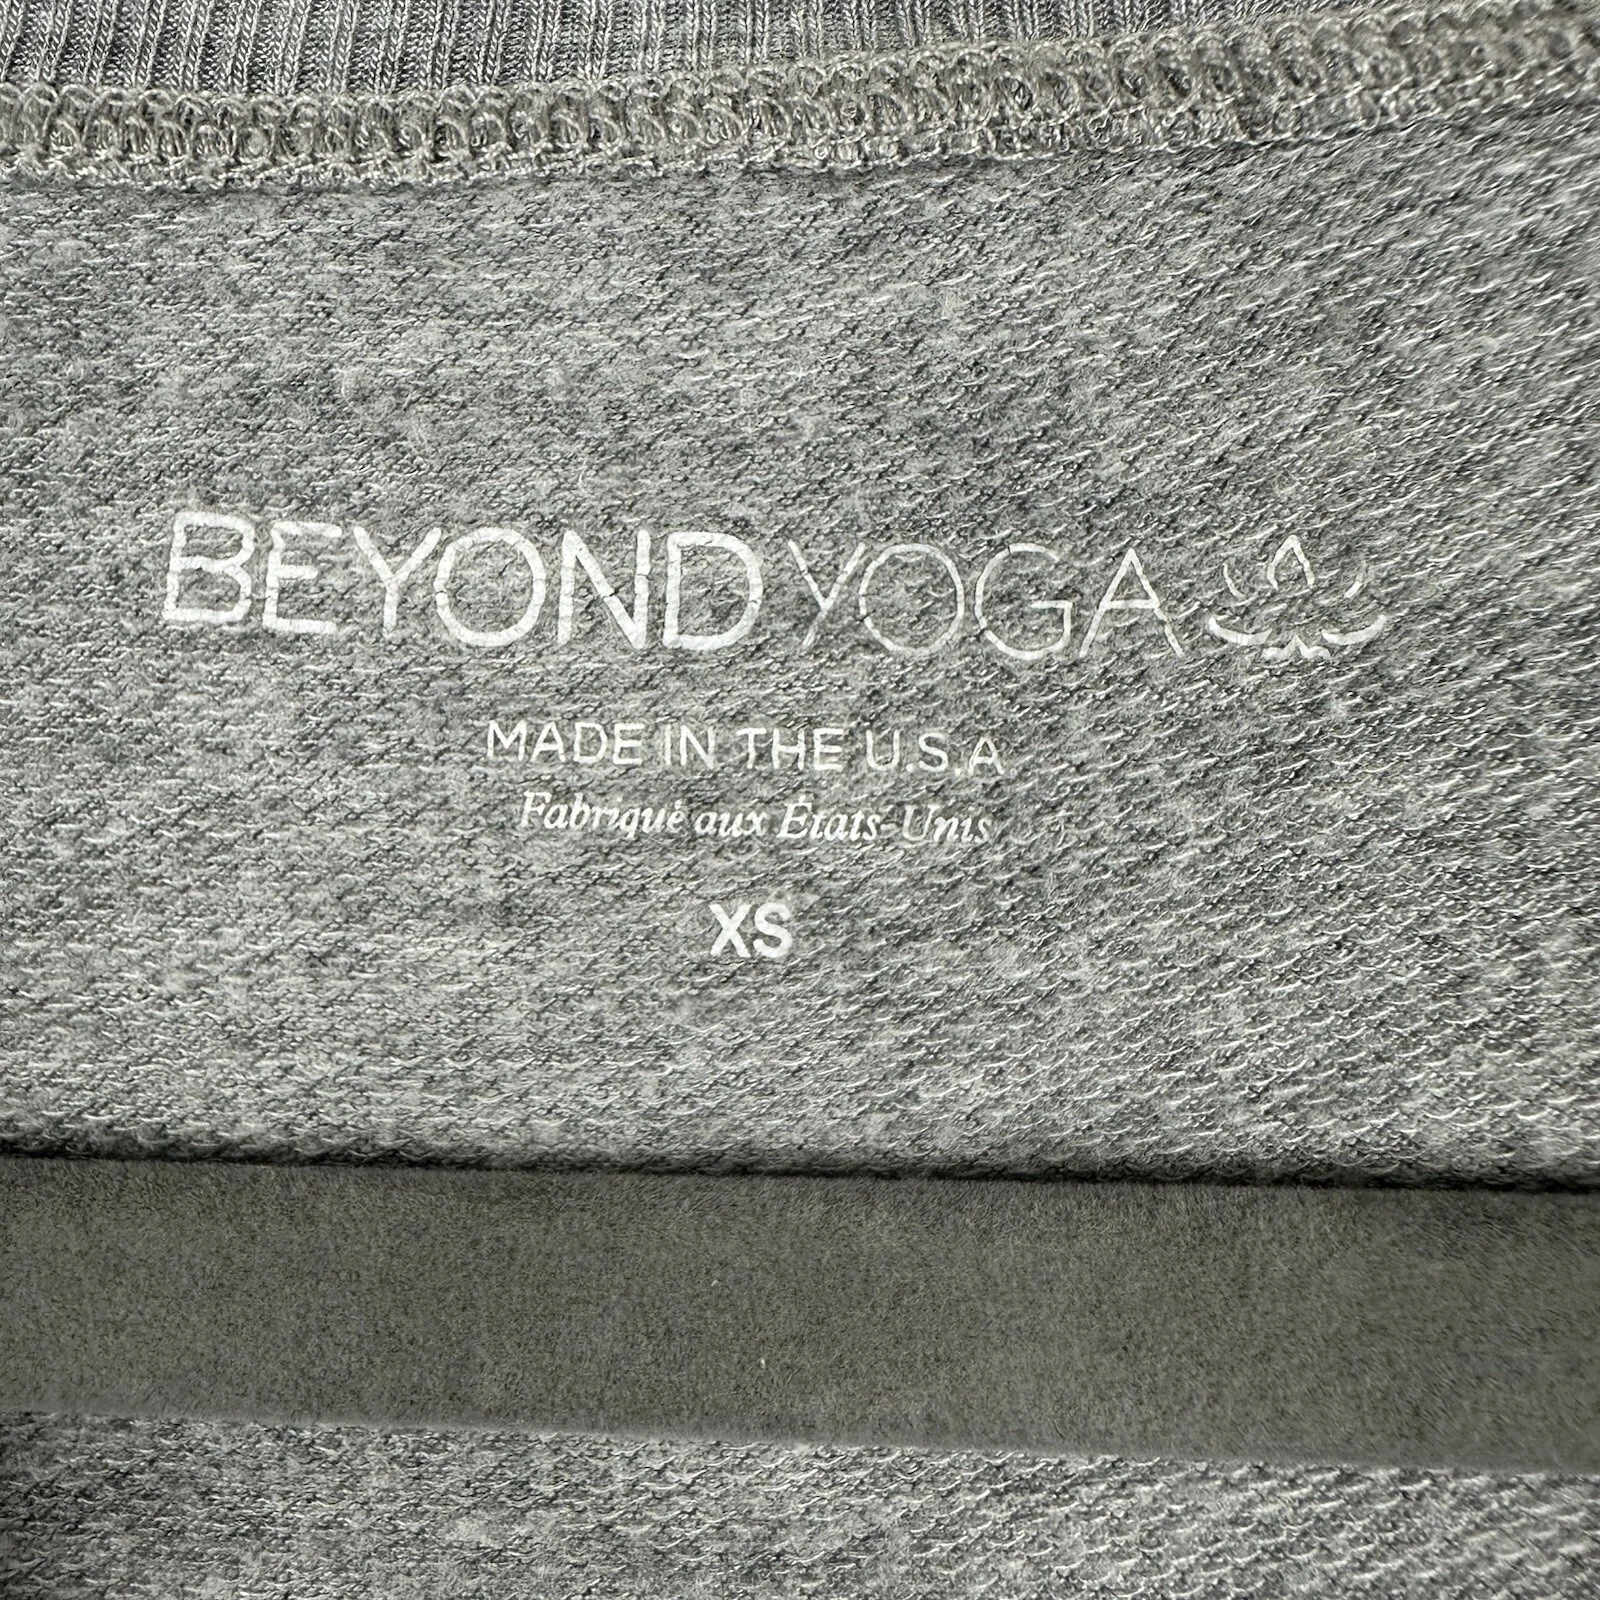 BEYOND YOGA
MADE IN THE U.S.A
Fabriqué aux États-Unis
XS